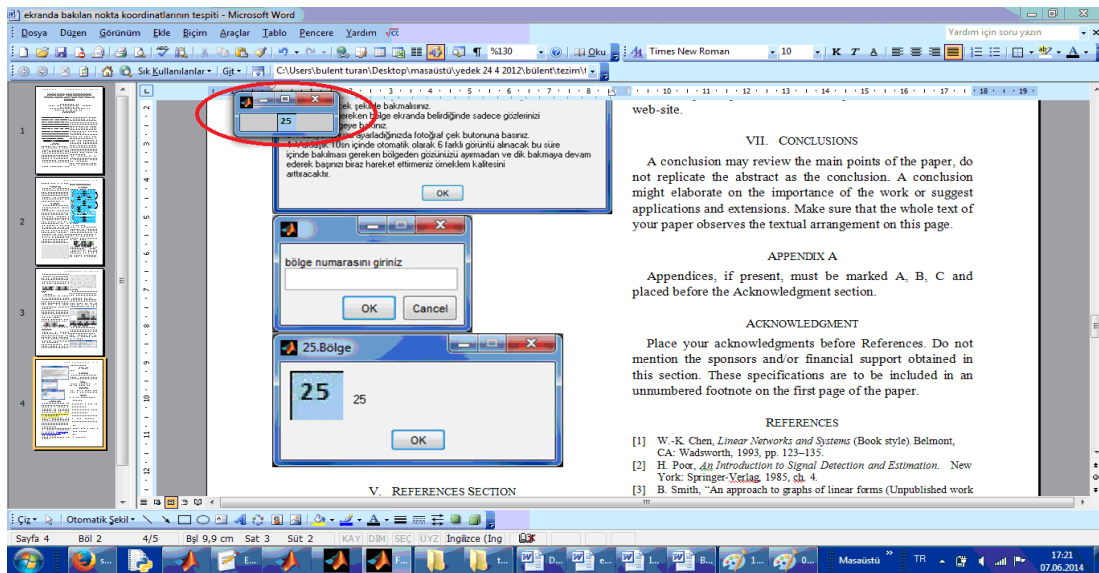 ekranda bakılan nokta koordinatlarının tespiti - Microsoft Word
Dosya Düzen Görünüm Ekle Biçim Araçlar Tablo Pencere Yardım
Yardım için soru yazın
%130 Oku Times New Roman 10 K T A
Sık Kullanılanlar Git C:\Users\bulent turan\Desktop\masaüstü\yedek 24 4 2012\bülent\tezim\
25
cek şekilde bakmalısınız.
ereken bölge ekranda belirdiğinde sadece gözlerinizi
geye bakınız.
ayarladığınızda fotoğraf çek butonuna basınız.
10sn içinde otomatik olarak 6 farklı görüntü alınacak bu süre
içinde bakılması gereken bölgeden gözünüzü ayırmadan ve dik bakmaya devam
ederek başınızı biraz hareket ettirmeniz örneklem kalitesini
arttıracaktır.
OK
bölge numarasını giriniz
OK Cancel
25.Bölge
25 25
OK
V. REFERENCES SECTION
web-site.
VII. CONCLUSIONS
A conclusion may review the main points of the paper, do
not replicate the abstract as the conclusion. A conclusion
might elaborate on the importance of the work or suggest
applications and extensions. Make sure that the whole text of
your paper observes the textual arrangement on this page.
APPENDIX A
Appendices, if present, must be marked A, B, C and
placed before the Acknowledgment section.
ACKNOWLEDGMENT
Place your acknowledgments before References. Do not
mention the sponsors and/or financial support obtained in
this section. These specifications are to be included in an
unnumbered footnote on the first page of the paper.
REFERENCES
[1] W.-K. Chen, Linear Networks and Systems (Book style). Belmont,
CA: Wadsworth, 1993, pp. 123–135.
[2] H. Poor, An Introduction to Signal Detection and Estimation. New
York: Springer-Verlag, 1985, ch. 4.
[3] B. Smith, “An approach to graphs of linear forms (Unpublished work
1
2
3
4
Çiz Otomatik Şekil
Sayfa 4 Böl 2 4/5 Bşl 9,9 cm Sat 3 Süt 2 KAY DIM SEÇ ÜYZ İngilizce (İng
s... E... F... t... D... e... L... B... 1... 0... Masaüstü TR 17:21
07.06.2014